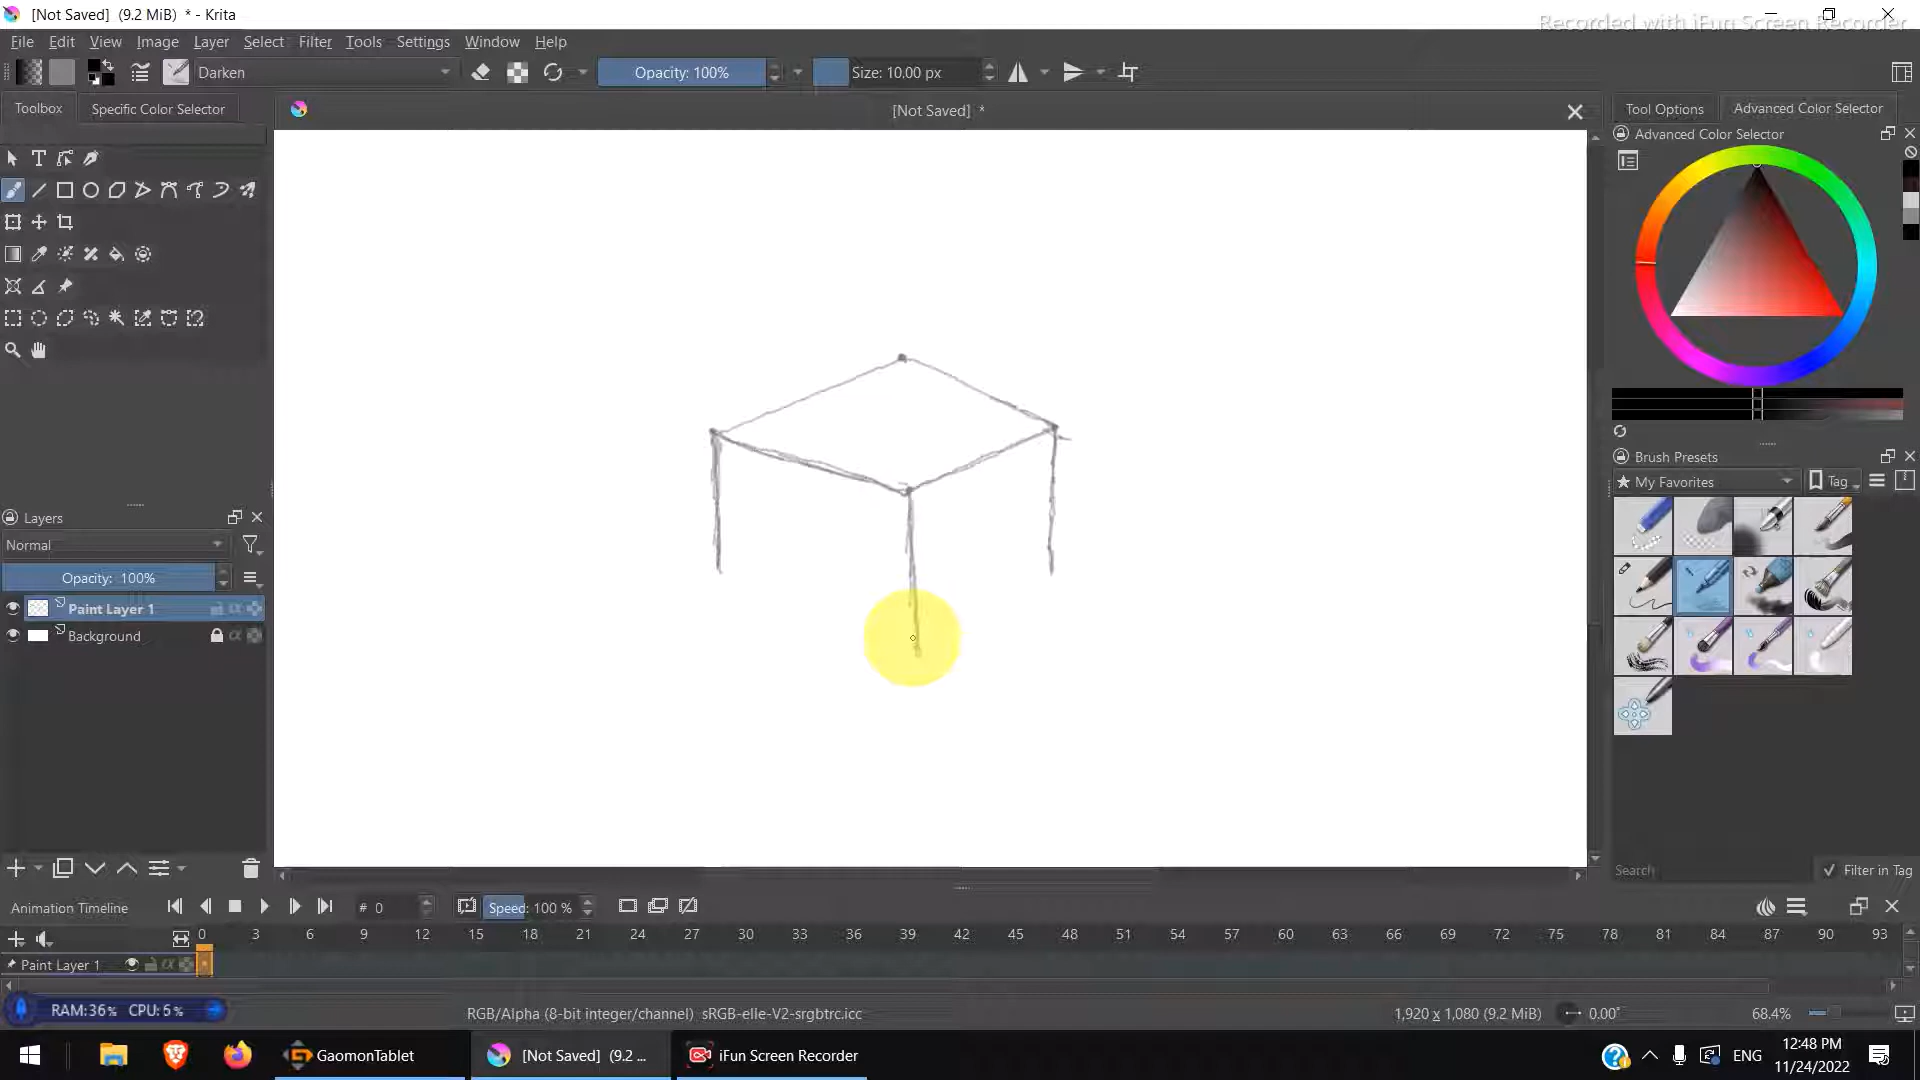 [Not Saved]  (9.2 MiB)  * - Krita
Recorded with iFun Screen Recorder
File Edit View Image Layer Select Filter Tools Settings Window Help
Darken Opacity: 100% Size: 10.00 px
Toolbox Specific Color Selector [Not Saved]  * Tool Options Advanced Color Selector
Advanced Color Selector
Brush Presets
My Favorites Tag
Layers
Normal
Opacity:  100%
Paint Layer 1
Background
Search Filter in Tag
Animation Timeline # 0 Speed: 100 %
0 3 6 9 12 15 18 21 24 27 30 33 36 39 42 45 48 51 54 57 60 63 66 69 72 75 78 81 84 87 90 93
Paint Layer 1
RAM:36% CPU: 6% RGB/Alpha (8-bit integer/channel)  sRGB-elle-V2-srgbtrc.icc 1,920 x 1,080 (9.2 MiB) 0.00° 68.4%
GaomonTablet [Not Saved]  (9.2 ... iFun Screen Recorder ENG 12:48 PM
11/24/2022